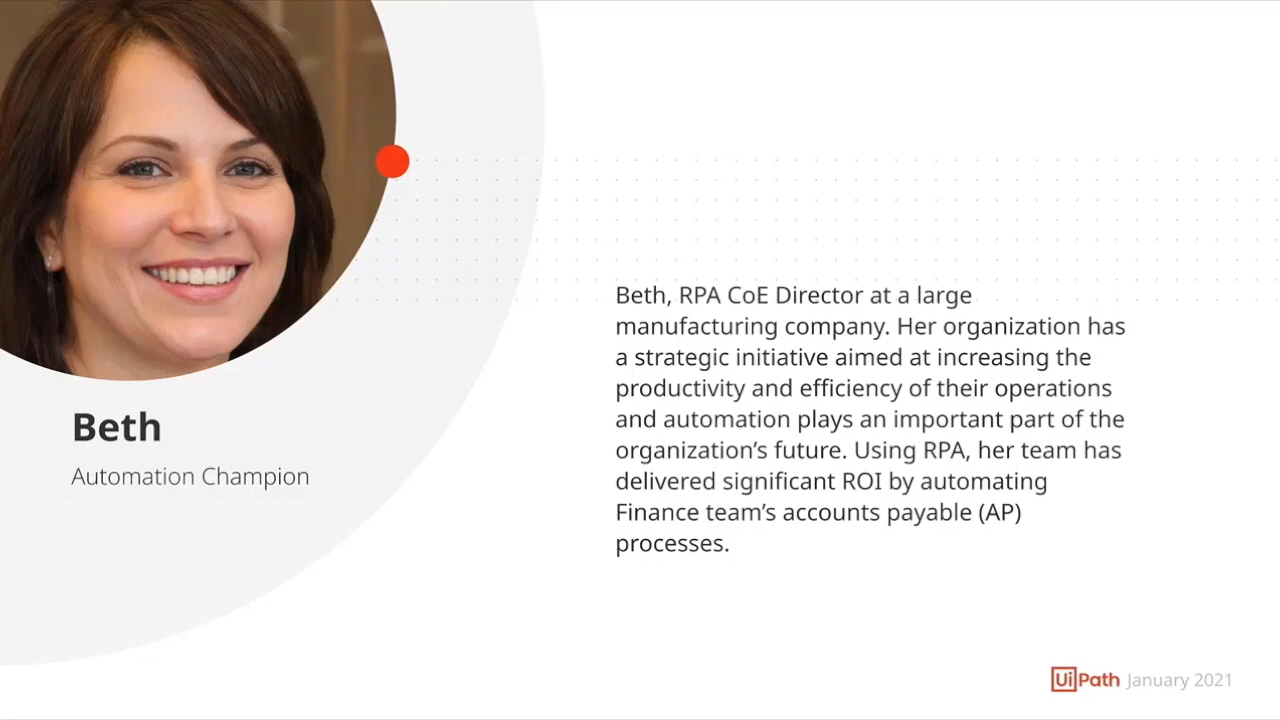 Beth
Automation Champion
Beth, RPA CoE Director at a large
manufacturing company. Her organization has
a strategic initiative aimed at increasing the
productivity and efficiency of their operations
and automation plays an important part of the
organization’s future. Using RPA, her team has
delivered significant ROI by automating
Finance team’s accounts payable (AP)
processes.
UiPath January 2021